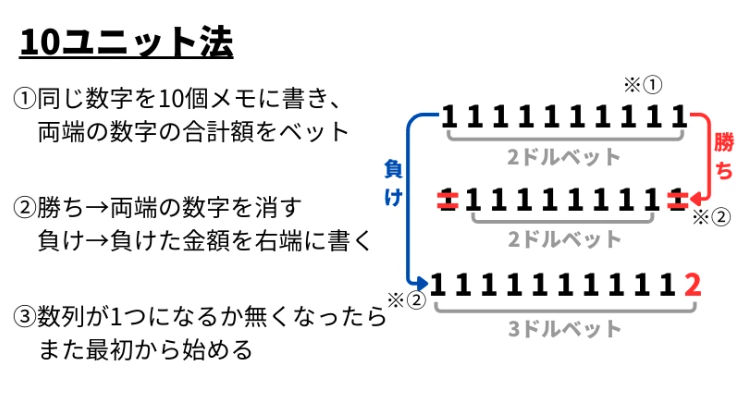 10ユニット法
①同じ数字を10個メモに書き、
両端の数字の合計額をベット
②勝ち→両端の数字を消す
負け→負けた金額を右端に書く
③数列が1つになるか無くなったら
また最初から始める
※①
1 1 1 1 1 1 1 1 1 1
2ドルベット
勝ち
負け
1 1 1 1 1 1 1 1 1 1
※②
2ドルベット
※②
1 1 1 1 1 1 1 1 1 1 2
3ドルベット